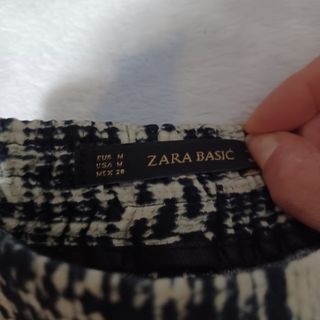 EUR M
USA M
MEX 28
ZARA BASIC